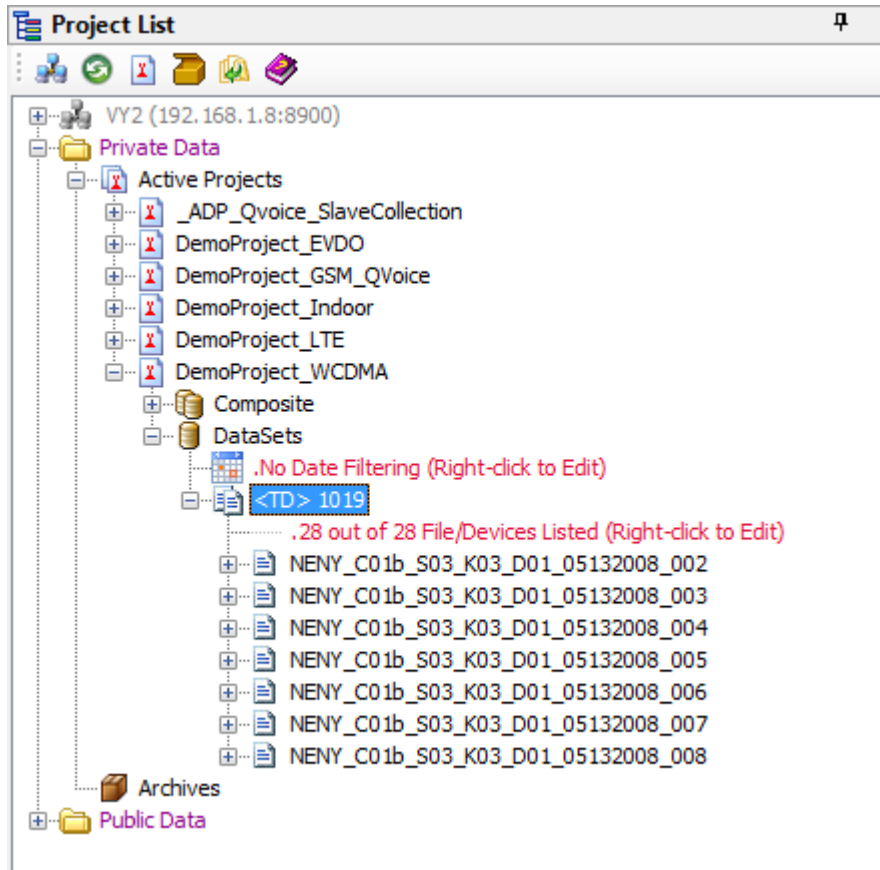 Project List
VY2 (192.168.1.8:8900)
Private Data
Active Projects
_ADP_Qvoice_SlaveCollection
DemoProject_EVDO
DemoProject_GSM_QVoice
DemoProject_Indoor
DemoProject_LTE
DemoProject_WCDMA
Composite
DataSets
.No Date Filtering (Right-click to Edit)
<TD> 1019
.28 out of 28 File/Devices Listed (Right-click to Edit)
NENY_C01b_S03_K03_D01_05132008_002
NENY_C01b_S03_K03_D01_05132008_003
NENY_C01b_S03_K03_D01_05132008_004
NENY_C01b_S03_K03_D01_05132008_005
NENY_C01b_S03_K03_D01_05132008_006
NENY_C01b_S03_K03_D01_05132008_007
NENY_C01b_S03_K03_D01_05132008_008
Archives
Public Data